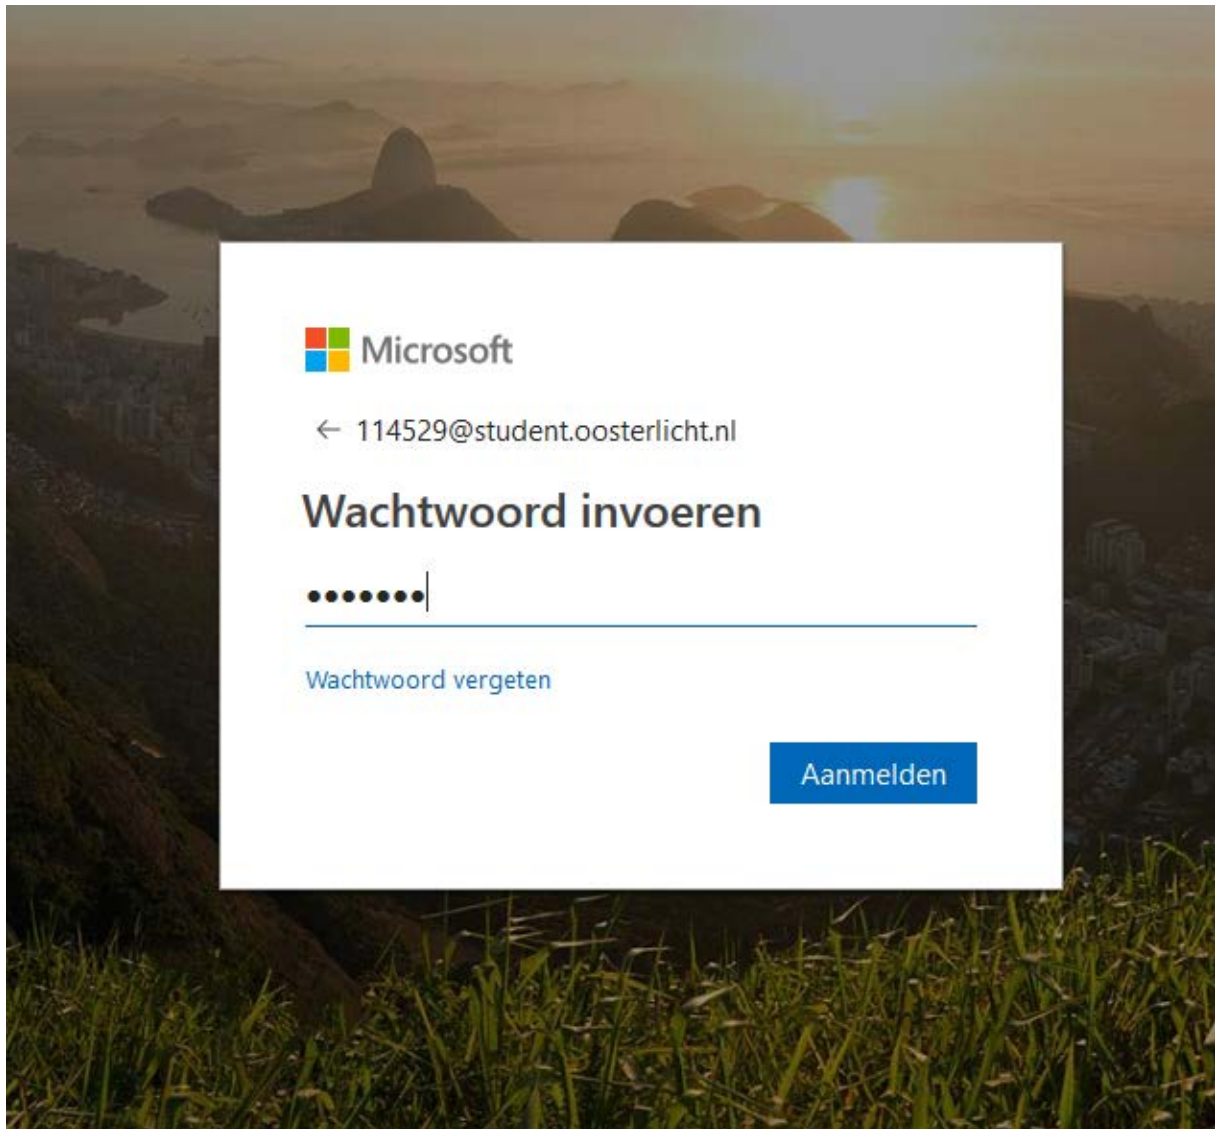 Microsoft
← 114529@student.oosterlicht.nl
Wachtwoord invoeren
•••••••
Wachtwoord vergeten
Aanmelden